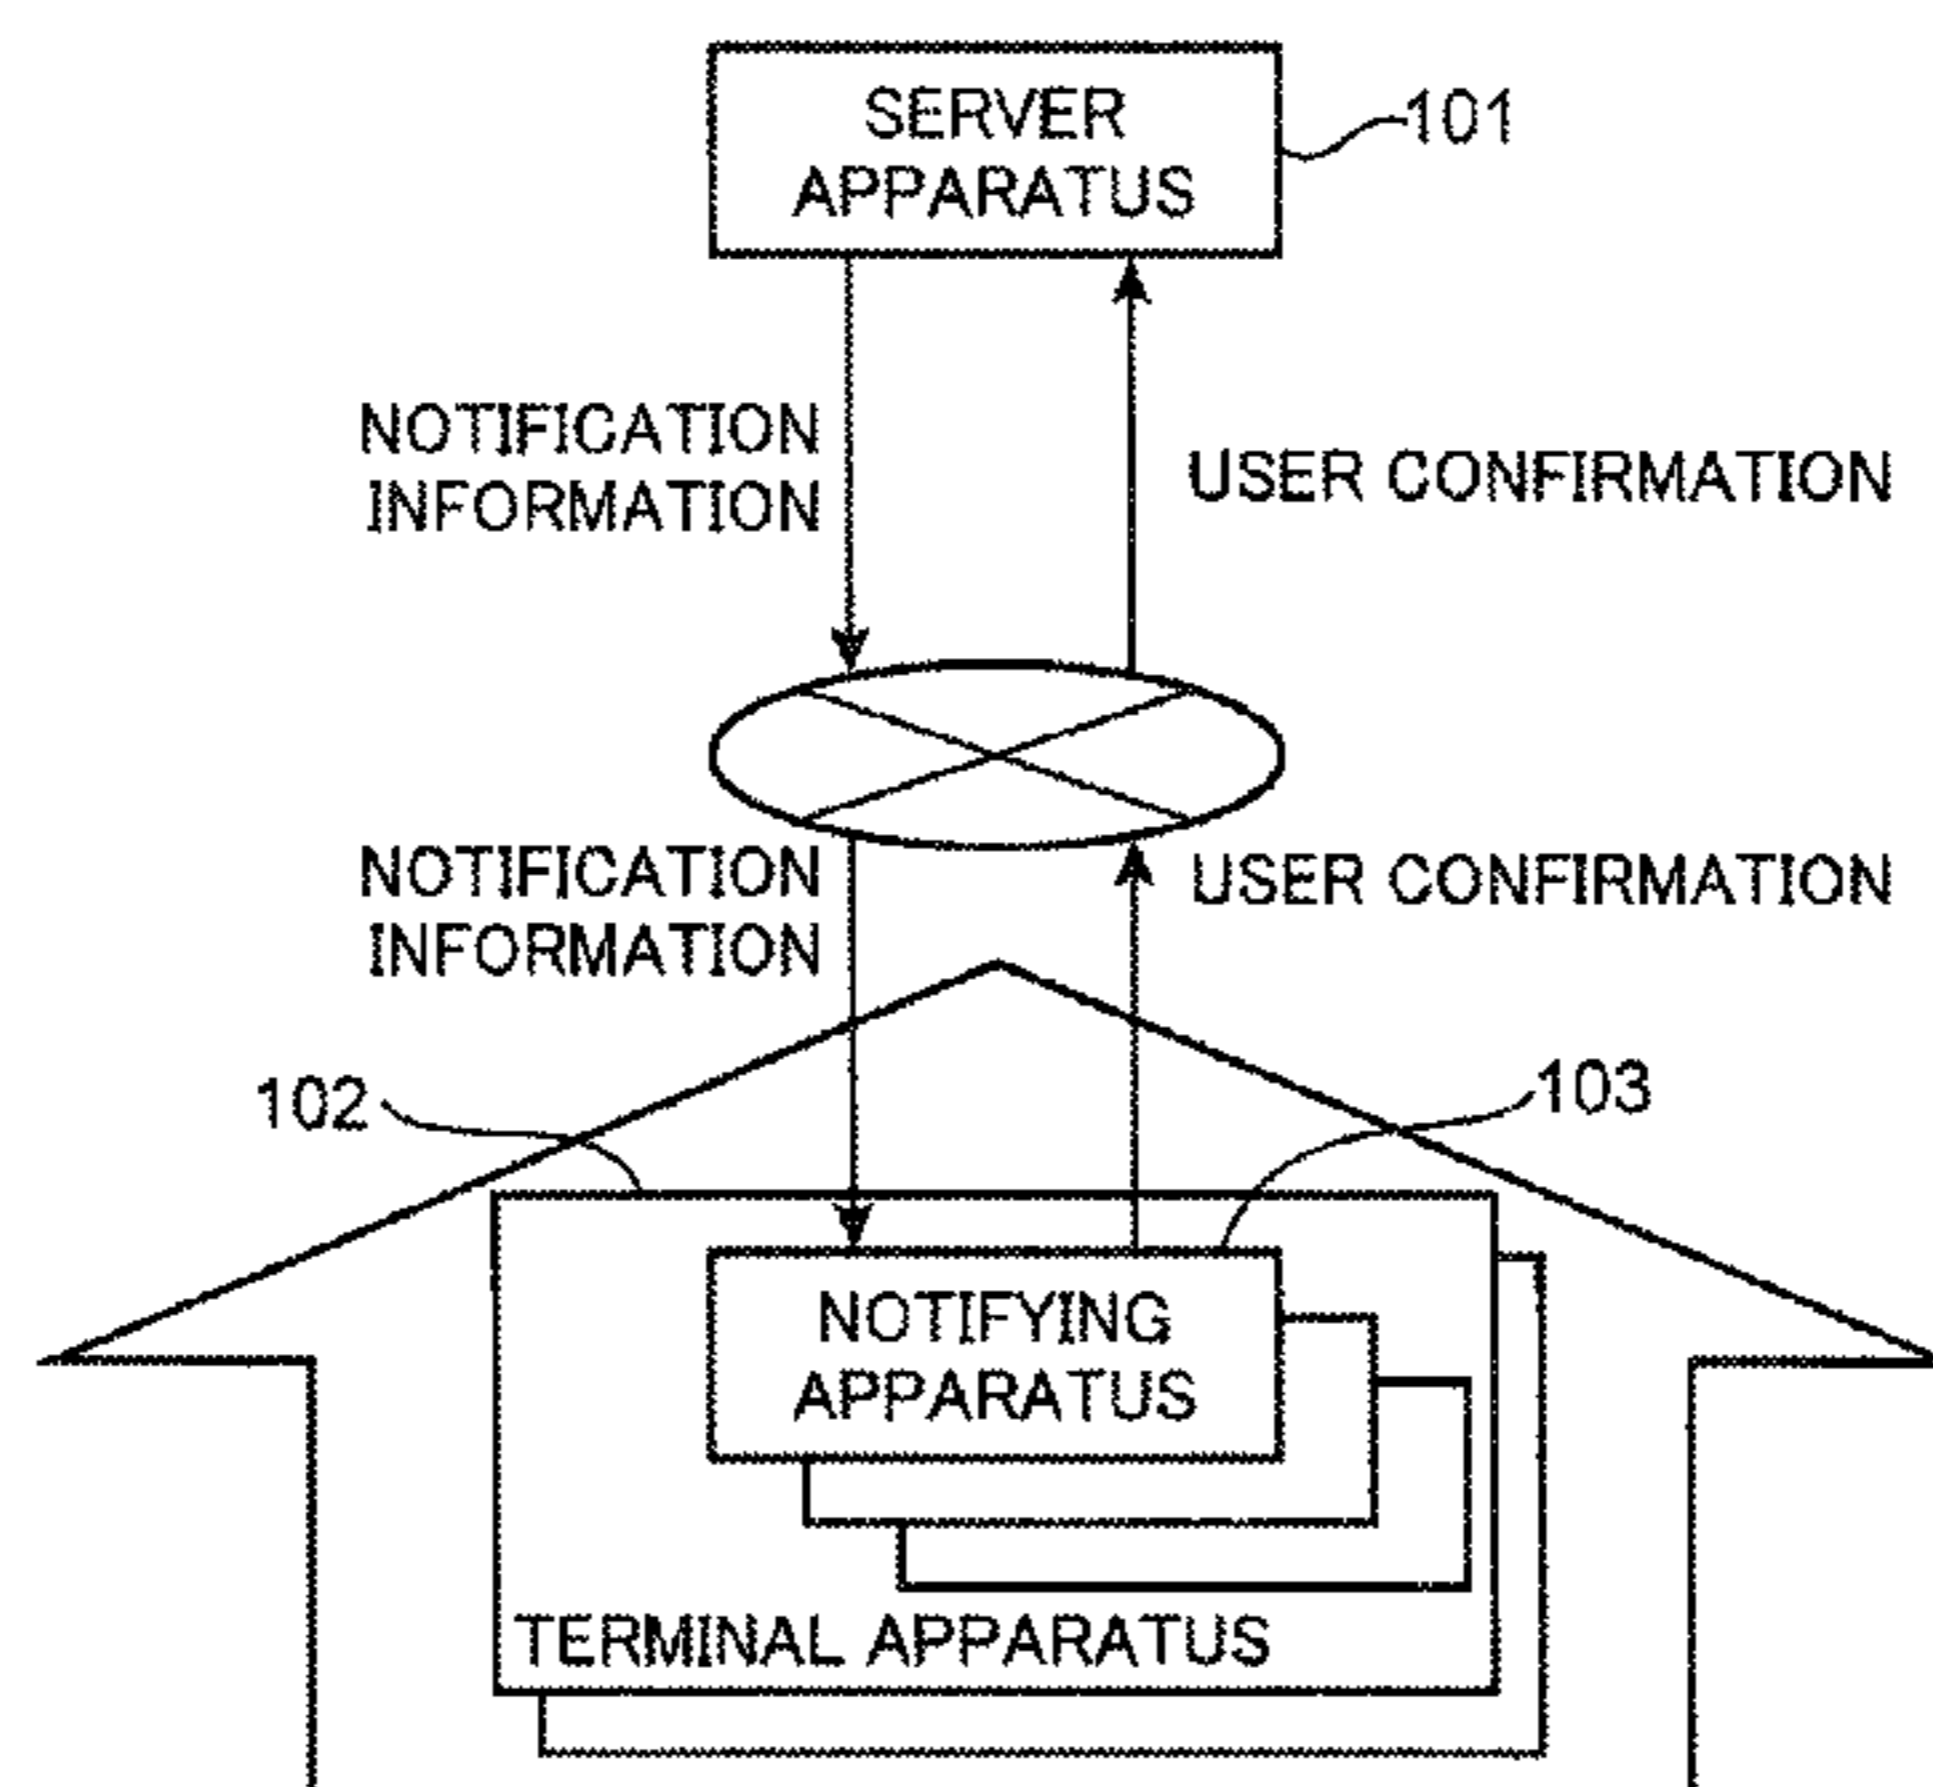 SERVER
APPARATUS
101
NOTIFICATION
INFORMATION
USER CONFIRMATION
NOTIFICATION
INFORMATION
USER CONFIRMATION
102
103
NOTIFYING
APPARATUS
TERMINAL APPARATUS